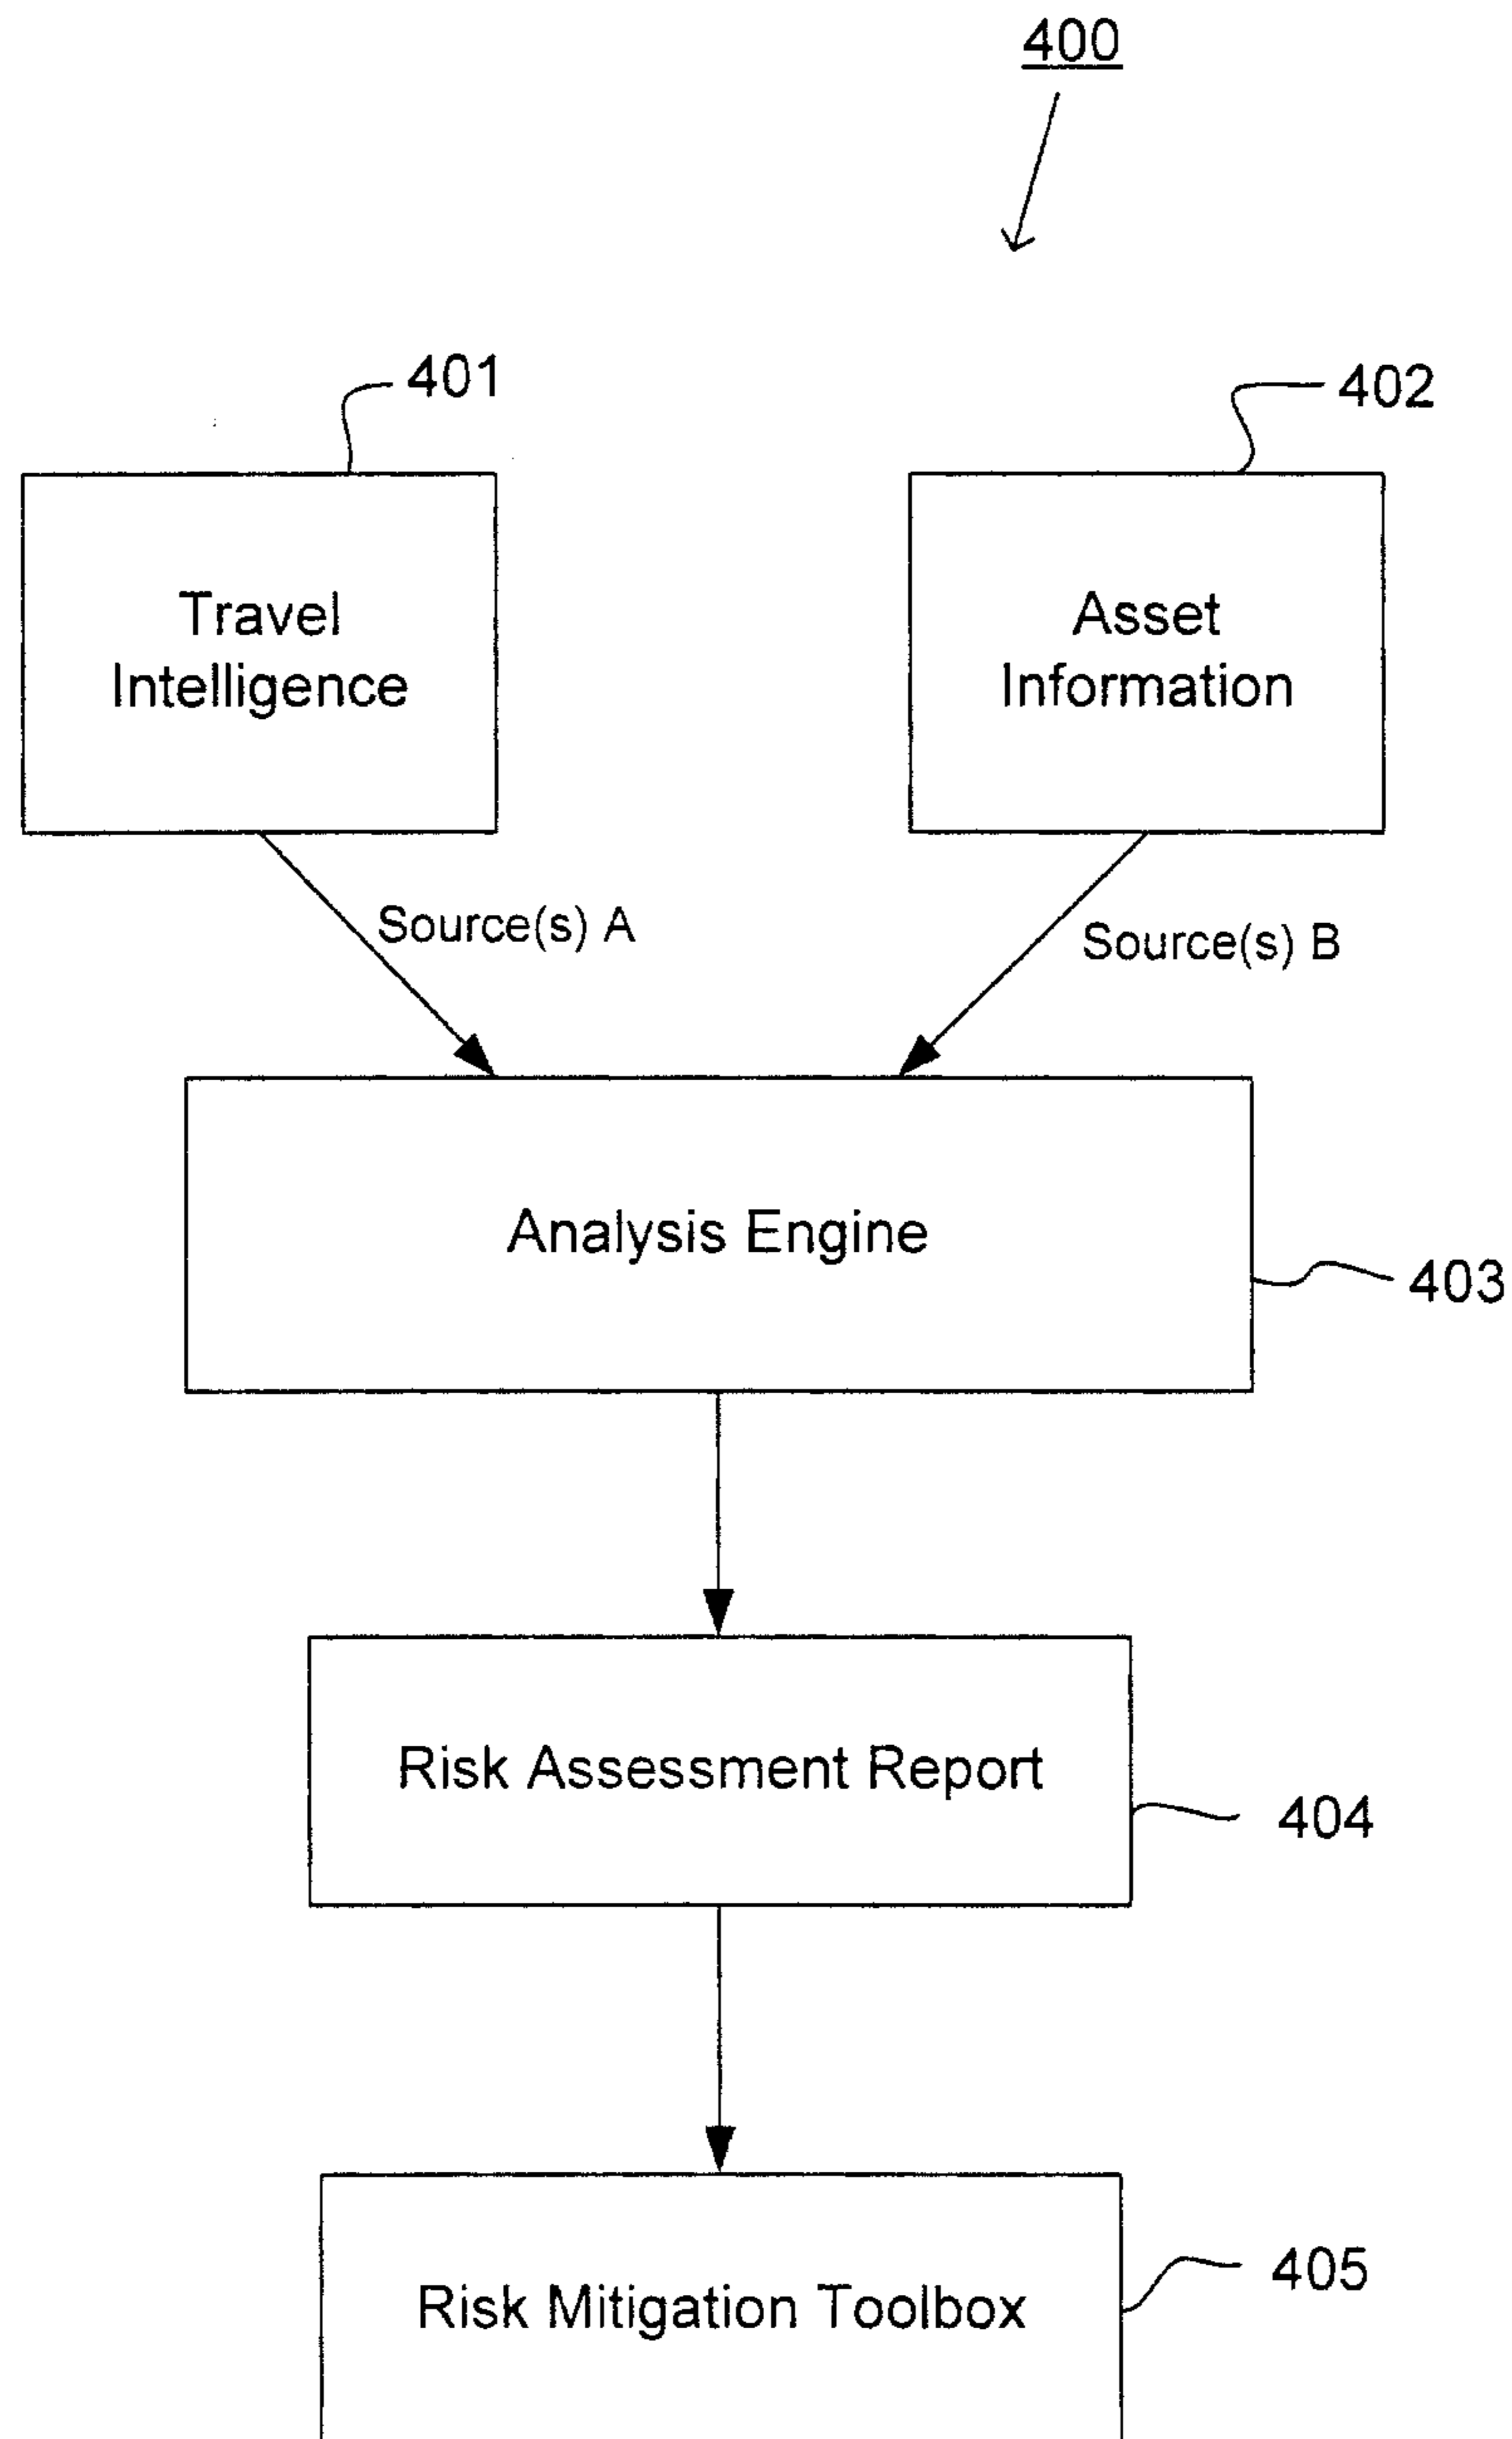 400
401
402
Travel
Intelligence
Asset
Information
Source(s) A
Source(s) B
Analysis Engine
403
Risk Assessment Report
404
405
Risk Mitigation Toolbox